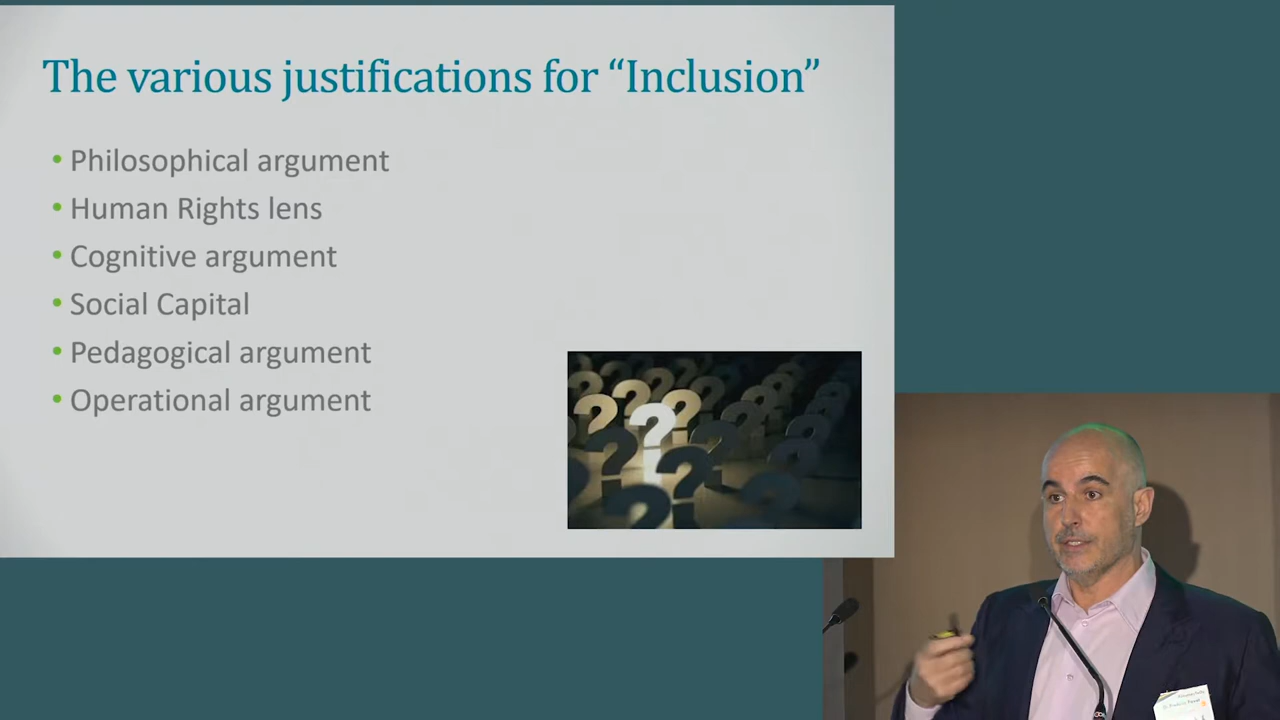 The various justifications for “Inclusion”
• Philosophical argument
• Human Rights lens
• Cognitive argument
• Social Capital
• Pedagogical argument
• Operational argument